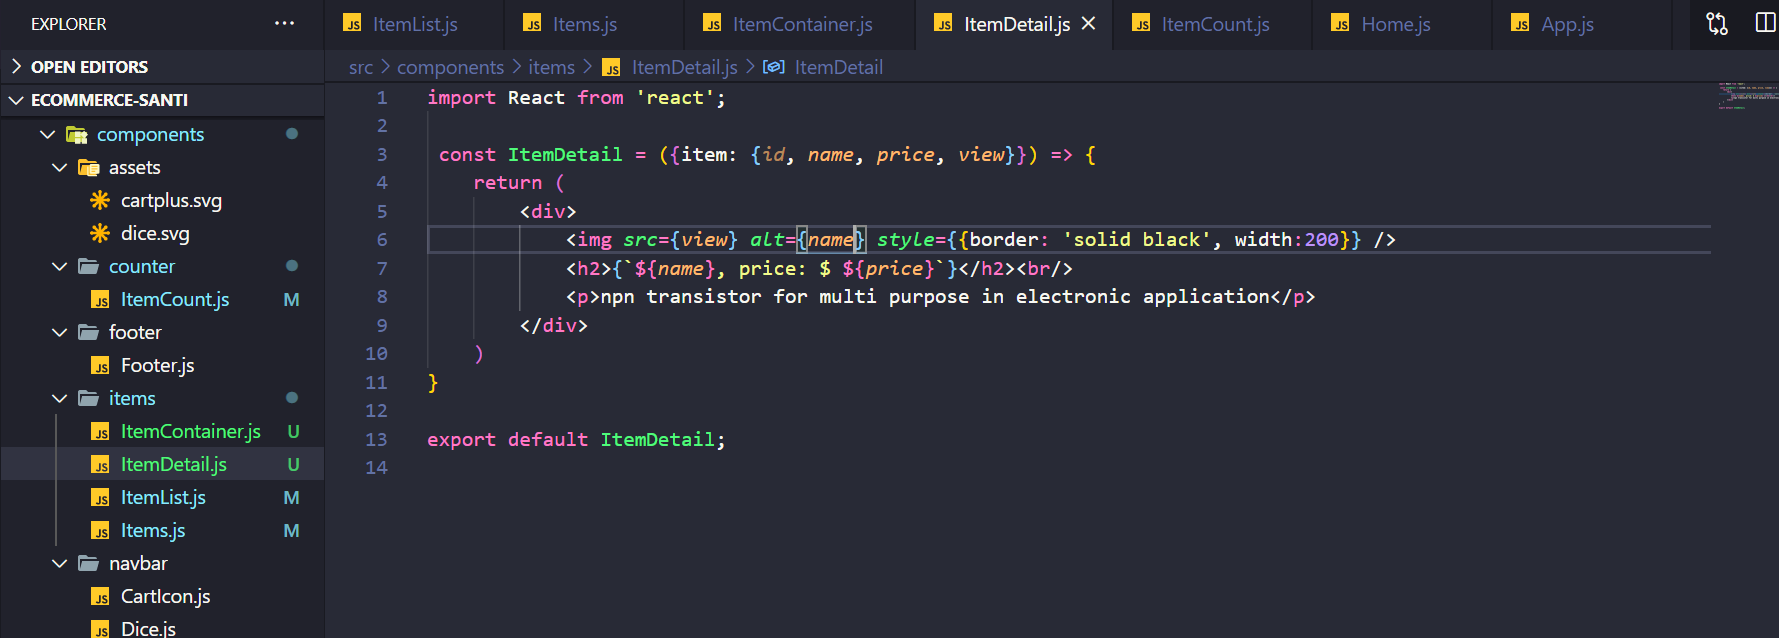 EXPLORER ···
OPEN EDITORS
ECOMMERCE-SANTI
components
assets
cartplus.svg
dice.svg
counter
JS ItemCount.js M
footer
JS Footer.js
items
JS ItemContainer.js U
JS ItemDetail.js U
JS ItemList.js M
JS Items.js M
navbar
JS CartIcon.js
JS Dice.js
JS ItemList.js JS Items.js JS ItemContainer.js JS ItemDetail.js JS ItemCount.js JS Home.js JS App.js
src > components > items > JS ItemDetail.js > ItemDetail
1 import React from 'react';
2
3 const ItemDetail = ({item: {id, name, price, view}}) => {
4 return (
5 <div>
6 <img src={view} alt={name} style={{border: 'solid black', width:200}} />
7 <h2>{`${name}, price: $ ${price}`}</h2><br/>
8 <p>npn transistor for multi purpose in electronic application</p>
9 </div>
10 )
11 }
12
13 export default ItemDetail;
14